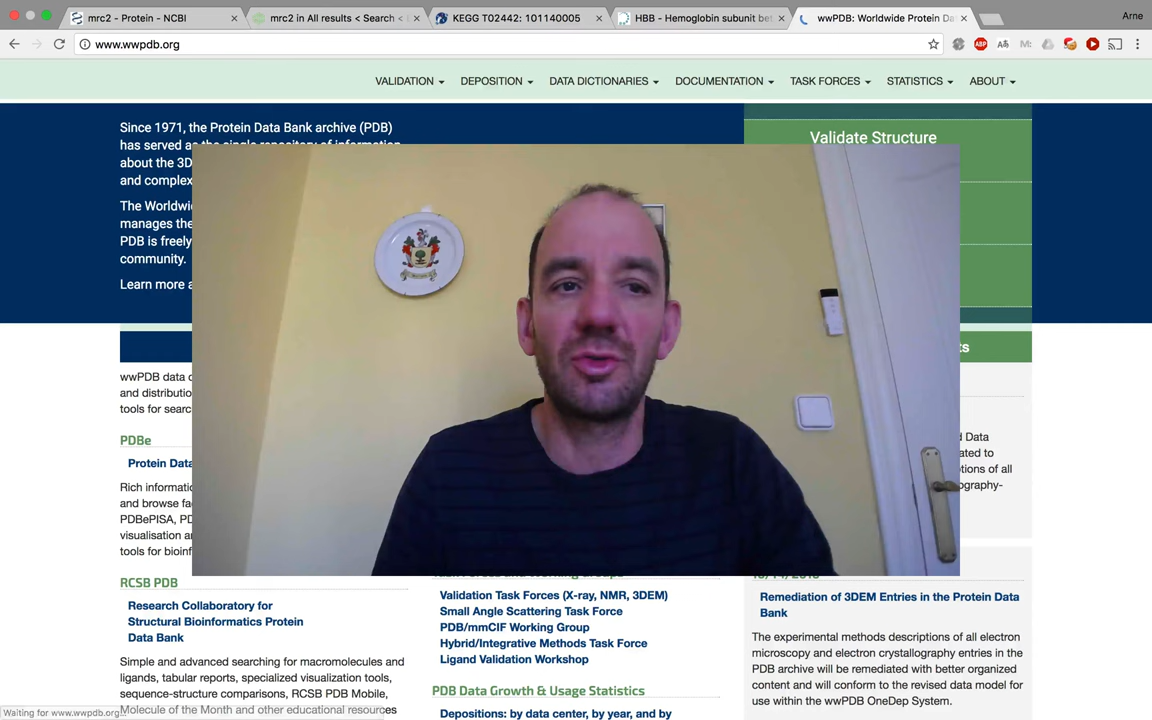 mrc2 - Protein - NCBI
mrc2 in All results < Search <
KEGG T02442: 101140005
HBB - Hemoglobin subunit be
wwPDB: Worldwide Protein Da
Arne
www.wwpdb.org
VALIDATION
DEPOSITION
DATA DICTIONARIES
DOCUMENTATION
TASK FORCES
STATISTICS
ABOUT
Since 1971, the Protein Data Bank archive (PDB)
has served as the single repository of information
about the 3D
and complex
The Worldwi
manages the
PDB is freely
community.
Learn more a
Validate Structure
wwPDB data
and distributio
tools for sear
PDBe
Protein Data
Rich informati
and browse fa
PDBePISA, PD
visualisation a
tools for bioinf
RCSB PDB
Research Collaboratory for
Structural Bioinformatics Protein
Data Bank
Simple and advanced searching for macromolecules and
ligands, tabular reports, specialized visualization tools,
sequence-structure comparisons, RCSB PDB Mobile,
Molecule of the Month and other educational resources
Waiting for www.wwpdb.org...
Validation Task Forces (X-ray, NMR, 3DEM)
Small Angle Scattering Task Force
PDB/mmCIF Working Group
Hybrid/Integrative Methods Task Force
Ligand Validation Workshop
PDB Data Growth & Usage Statistics
Depositions: by data center, by year, and by
ts
d Data
ated to
tions of all
ography-
Remediation of 3DEM Entries in the Protein Data
Bank
The experimental methods descriptions of all electron
microscopy and electron crystallography entries in the
PDB archive will be remediated with better organized
content and will conform to the revised data model for
use within the wwPDB OneDep System.